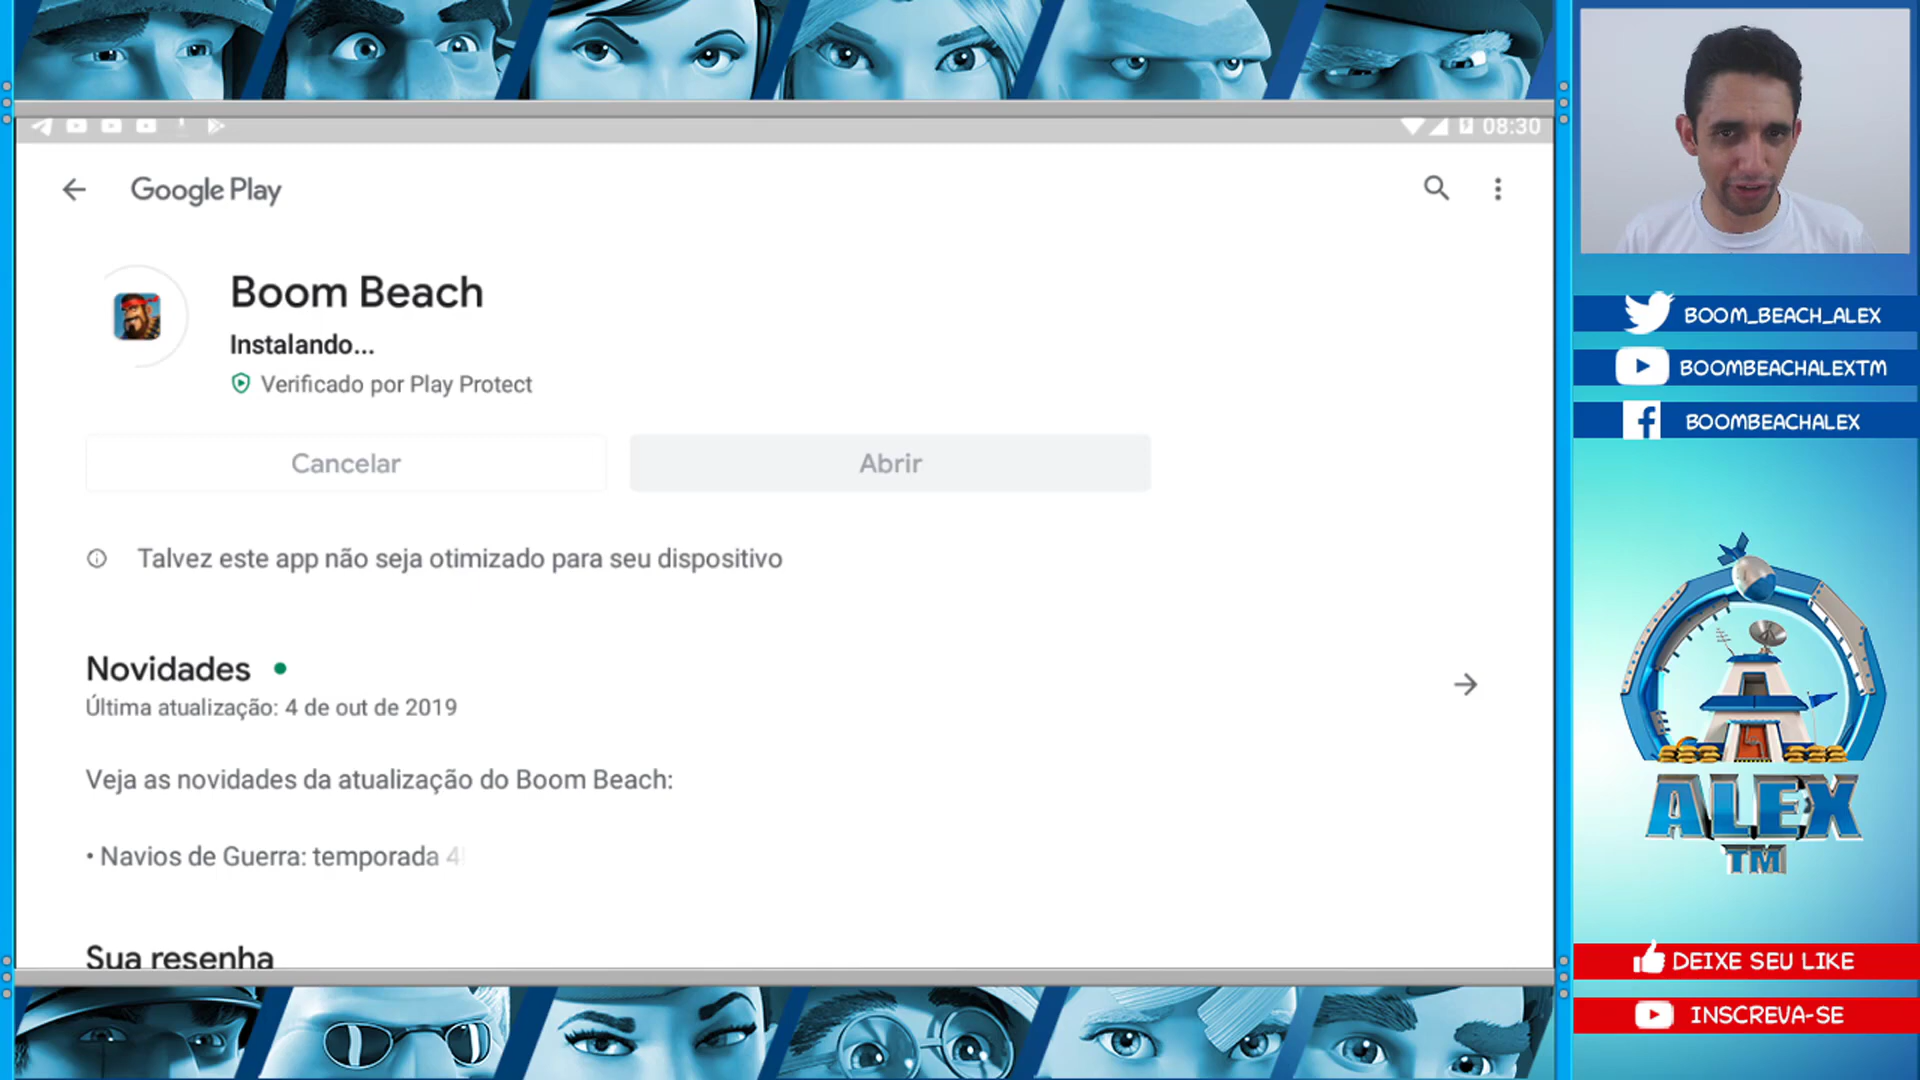 08:30
Google Play
Boom Beach
Instalando...
Verificado por Play Protect
Cancelar
Abrir
Talvez este app não seja otimizado para seu dispositivo
Novidades
Última atualização: 4 de out de 2019
Veja as novidades da atualização do Boom Beach:
• Navios de Guerra: temporada 4
Sua resenha
BOOM_BEACH_ALEX
BOOMBEACHALEXTM
BOOMBEACHALEX
ALEX
TM
DEIXE SEU LIKE
INSCREVA-SE